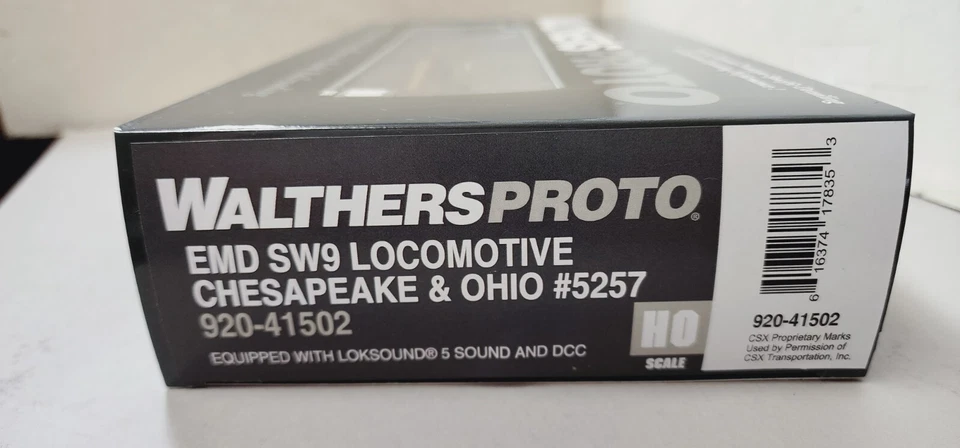 WALTHERSPROTO®
EMD SW9 LOCOMOTIVE
CHESAPEAKE & OHIO #5257
920-41502
EQUIPPED WITH LOKSOUND® 5 SOUND AND DCC
HO
SCALE
6 16374 17835 3
920-41502
CSX Proprietary Marks
Used by Permission of
CSX Transportation, Inc.